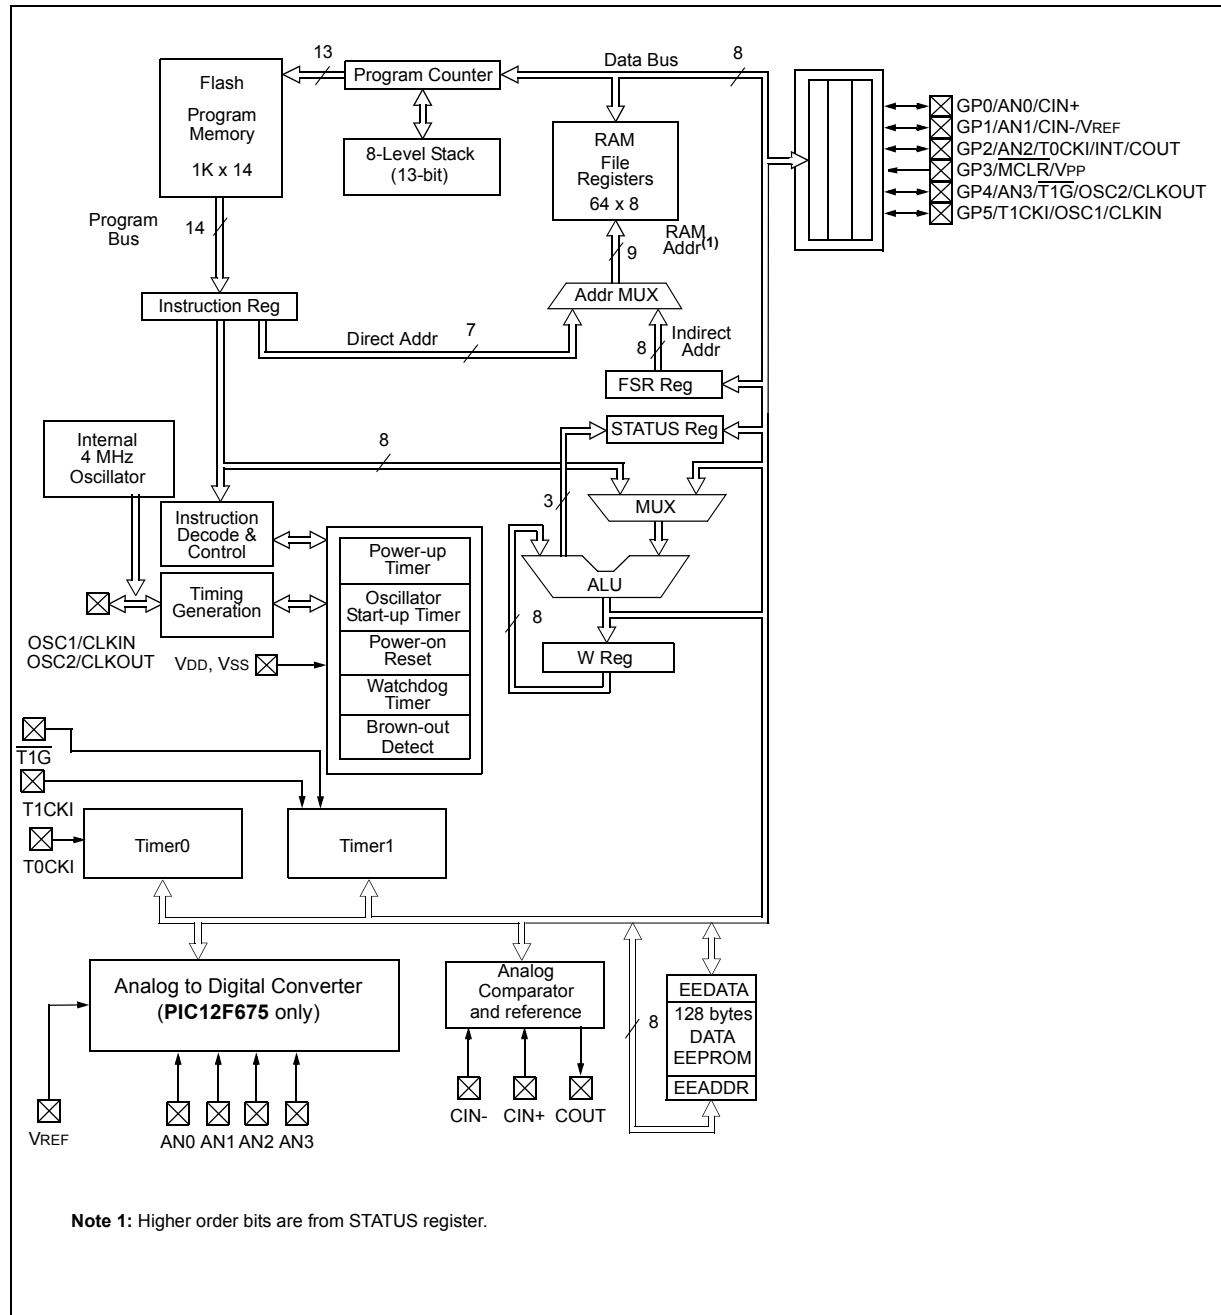 13
Data Bus
8
Flash
Program
Memory
1K x 14
Program Counter
8-Level Stack
(13-bit)
RAM
File
Registers
64 x 8
GP0/AN0/CIN+
GP1/AN1/CIN-/VREF
GP2/AN2/T0CKI/INT/COUT
GP3/MCLR/VPP
GP4/AN3/T1G/OSC2/CLKOUT
GP5/T1CKI/OSC1/CLKIN
Program
Bus
14
RAM
Addr(1)
9
Instruction Reg
Addr MUX
Direct Addr
7
Indirect
Addr
8
FSR Reg
STATUS Reg
Internal
4 MHz
Oscillator
8
3
MUX
Instruction
Decode &
Control
Timing
Generation
Power-up
Timer
Oscillator
Start-up Timer
Power-on
Reset
Watchdog
Timer
Brown-out
Detect
ALU
8
W Reg
OSC1/CLKIN
OSC2/CLKOUT
VDD, VSS
T1G
T1CKI
T0CKI
Timer0
Timer1
Analog to Digital Converter
(PIC12F675 only)
Analog
Comparator
and reference
8
EEDATA
128 bytes
DATA
EEPROM
EEADDR
VREF
AN0 AN1 AN2 AN3
CIN- CIN+ COUT
Note 1: Higher order bits are from STATUS register.